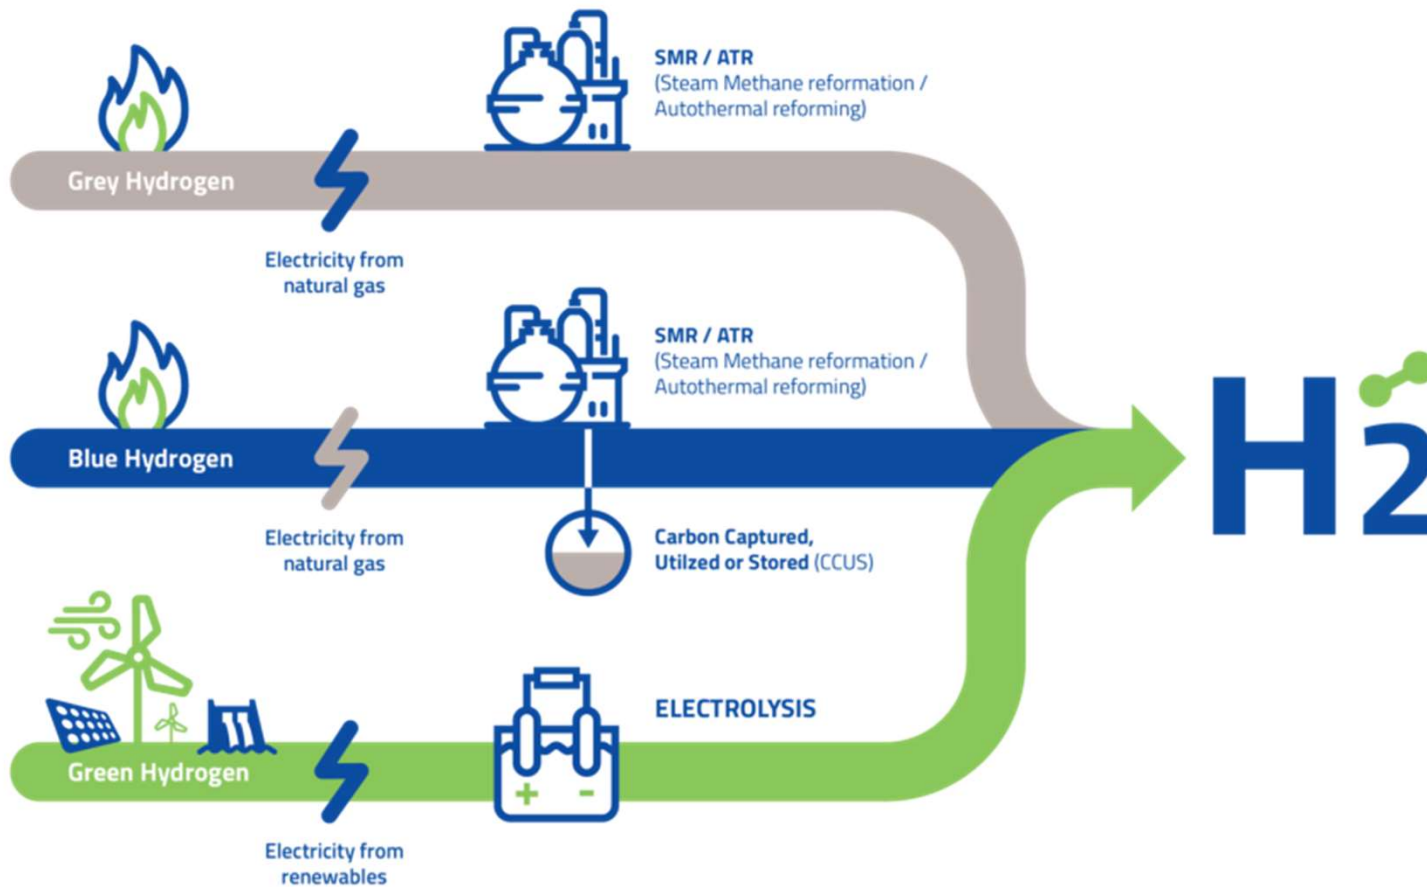 SMR / ATR
(Steam Methane reformation /
Autothermal reforming)
Grey Hydrogen
Electricity from
natural gas
SMR / ATR
(Steam Methane reformation /
Autothermal reforming)
Blue Hydrogen
Electricity from
natural gas
Carbon Captured,
Utilzed or Stored (CCUS)
H2
ELECTROLYSIS
Green Hydrogen
+ -
Electricity from
renewables